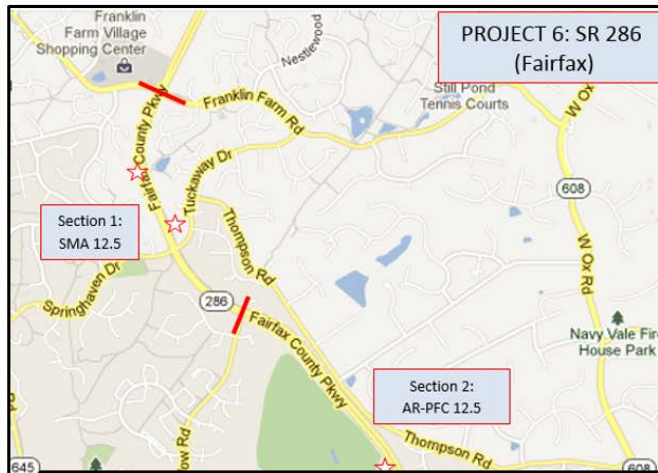 Franklin
Farm Village
Shopping Center
PROJECT 6: SR 286
(Fairfax)
Nestlewood
Still Pond
Tennis Courts
W Ox Rd
Fairfax County Pkwy
Franklin Farm Rd
Tuckaway Dr
608
Section 1:
SMA 12.5
Thompson Rd
W Ox Rd
Springhaven Dr
286
Fairfax County Pkwy
Navy Vale Fire
House Park
Section 2:
AR-PFC 12.5
Thompson Rd
608
645
ow Rd